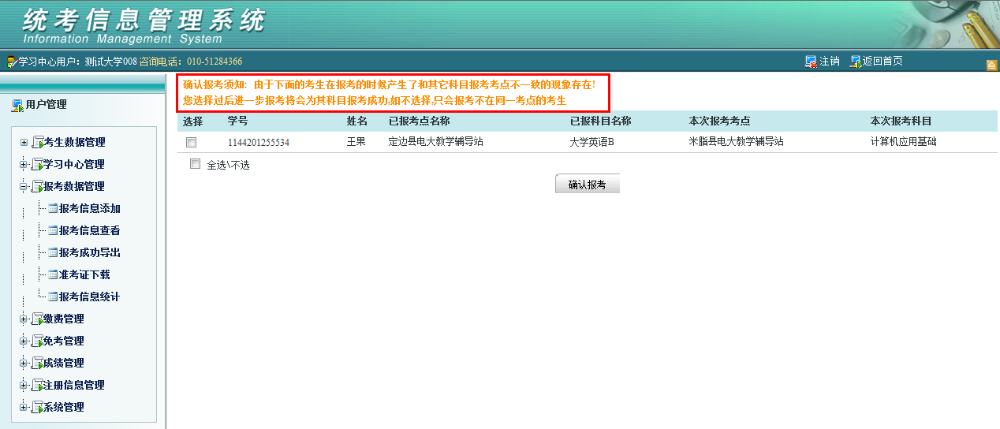 统考信息管理系统
Information Management System
学习中心用户：测试大学008 咨询电话：010-51284366
注销
返回首页
用户管理
考生数据管理
学习中心管理
报考数据管理
报考信息添加
报考信息查看
报考成功导出
准考证下载
报考信息统计
缴费管理
免考管理
成绩管理
注册信息管理
系统管理
确认报考须知: 由于下面的考生在报考的时候产生了和其它科目报考考点不一致的现象存在!
您选择过后进一步报考将会为其科目报考成功,如不选择,只会报考不在同一考点的考生
选择 学号 姓名 已报考点名称 已报科目名称 本次报考考点 本次报考科目
1144201255534 王果 定边县电大教学辅导站 大学英语B 米脂县电大教学辅导站 计算机应用基础
全选\不选
确认报考